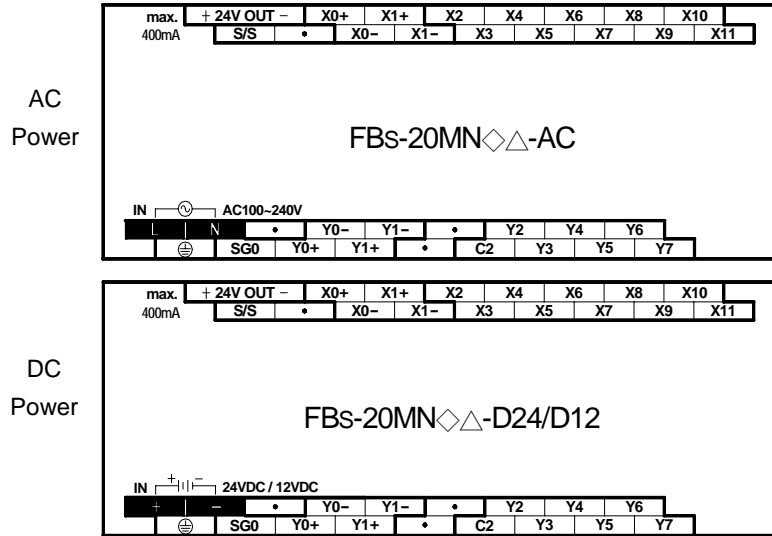 max. + 24V OUT − X0+ X1+ X2 X4 X6 X8 X10
400mA S/S • X0− X1− X3 X5 X7 X9 X11
AC
Power
FBs-20MN◇△-AC
IN AC100~240V
L N • Y0− Y1− • Y2 Y4 Y6
SG0 Y0+ Y1+ • C2 Y3 Y5 Y7
max. + 24V OUT − X0+ X1+ X2 X4 X6 X8 X10
400mA S/S • X0− X1− X3 X5 X7 X9 X11
DC
Power
FBs-20MN◇△-D24/D12
IN + − 24VDC / 12VDC
+ − • Y0− Y1− • Y2 Y4 Y6
SG0 Y0+ Y1+ • C2 Y3 Y5 Y7